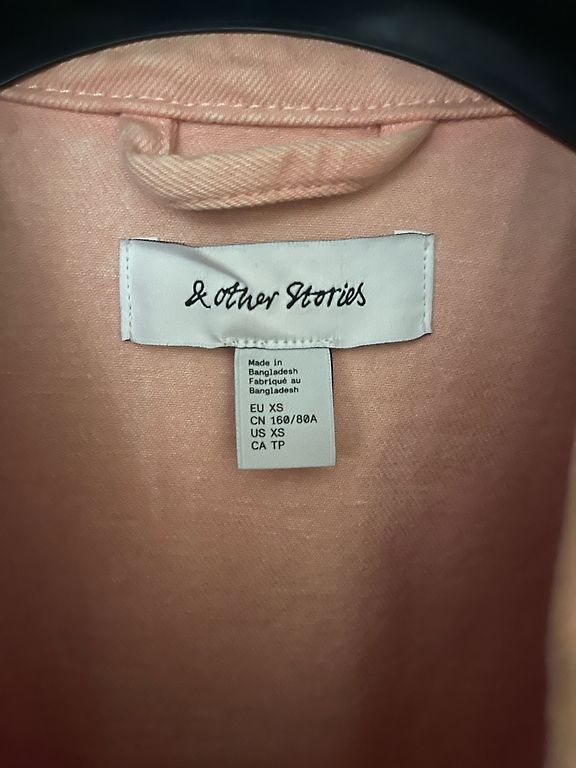 & other Stories
Made in
Bangladesh
Fabriqué au
Bangladesh
EU XS
CN 160/80A
US XS
CA TP